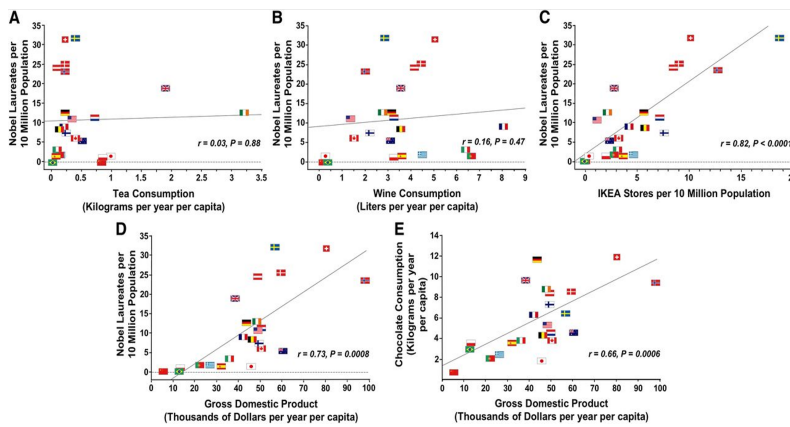 A
Nobel Laureates per
10 Million Population
35
30
25
20
15
10
5
0
r = 0.03, P = 0.88
0 0.5 1 1.5 2 2.5 3 3.5
Tea Consumption
(Kilograms per year per capita)
B
Nobel Laureates per
10 Million Population
35
30
25
20
15
10
5
0
r = 0.16, P = 0.47
0 1 2 3 4 5 6 7 8 9
Wine Consumption
(Liters per year per capita)
C
Nobel Laureates per
10 Million Population
35
30
25
20
15
10
5
0
r = 0.82, P < 0.0001
0 5 10 15 20
IKEA Stores per 10 Million Population
D
Nobel Laureates per
10 Million Population
35
30
25
20
15
10
5
0
r = 0.73, P = 0.0008
0 10 20 30 40 50 60 70 80 90 100
Gross Domestic Product
(Thousands of Dollars per year per capita)
E
Chocolate Consumption
(Kilograms per year
per capita)
14
12
10
8
6
4
2
0
r = 0.66, P = 0.0006
0 10 20 30 40 50 60 70 80 90 100
Gross Domestic Product
(Thousands of Dollars per year per capita)